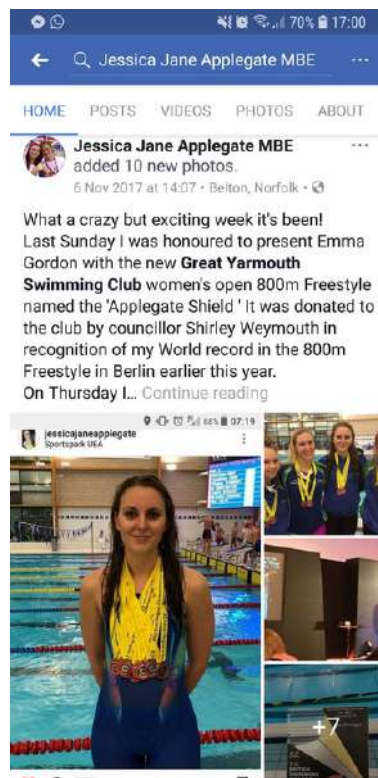 70% 17:00
Jessica Jane Applegate MBE
HOME POSTS VIDEOS PHOTOS ABOUT
Jessica Jane Applegate MBE
added 10 new photos.
6 Nov 2017 at 14:07 • Belton, Norfolk •
What a crazy but exciting week it's been!
Last Sunday I was honoured to present Emma
Gordon with the new Great Yarmouth
Swimming Club women's open 800m Freestyle
named the 'Applegate Shield ' It was donated to
the club by councillor Shirley Weymouth in
recognition of my World record in the 800m
Freestyle in Berlin earlier this year.
On Thursday I... Continue reading
88% 07:19
jessicajaneapplegate
Sportspark UEA
+7